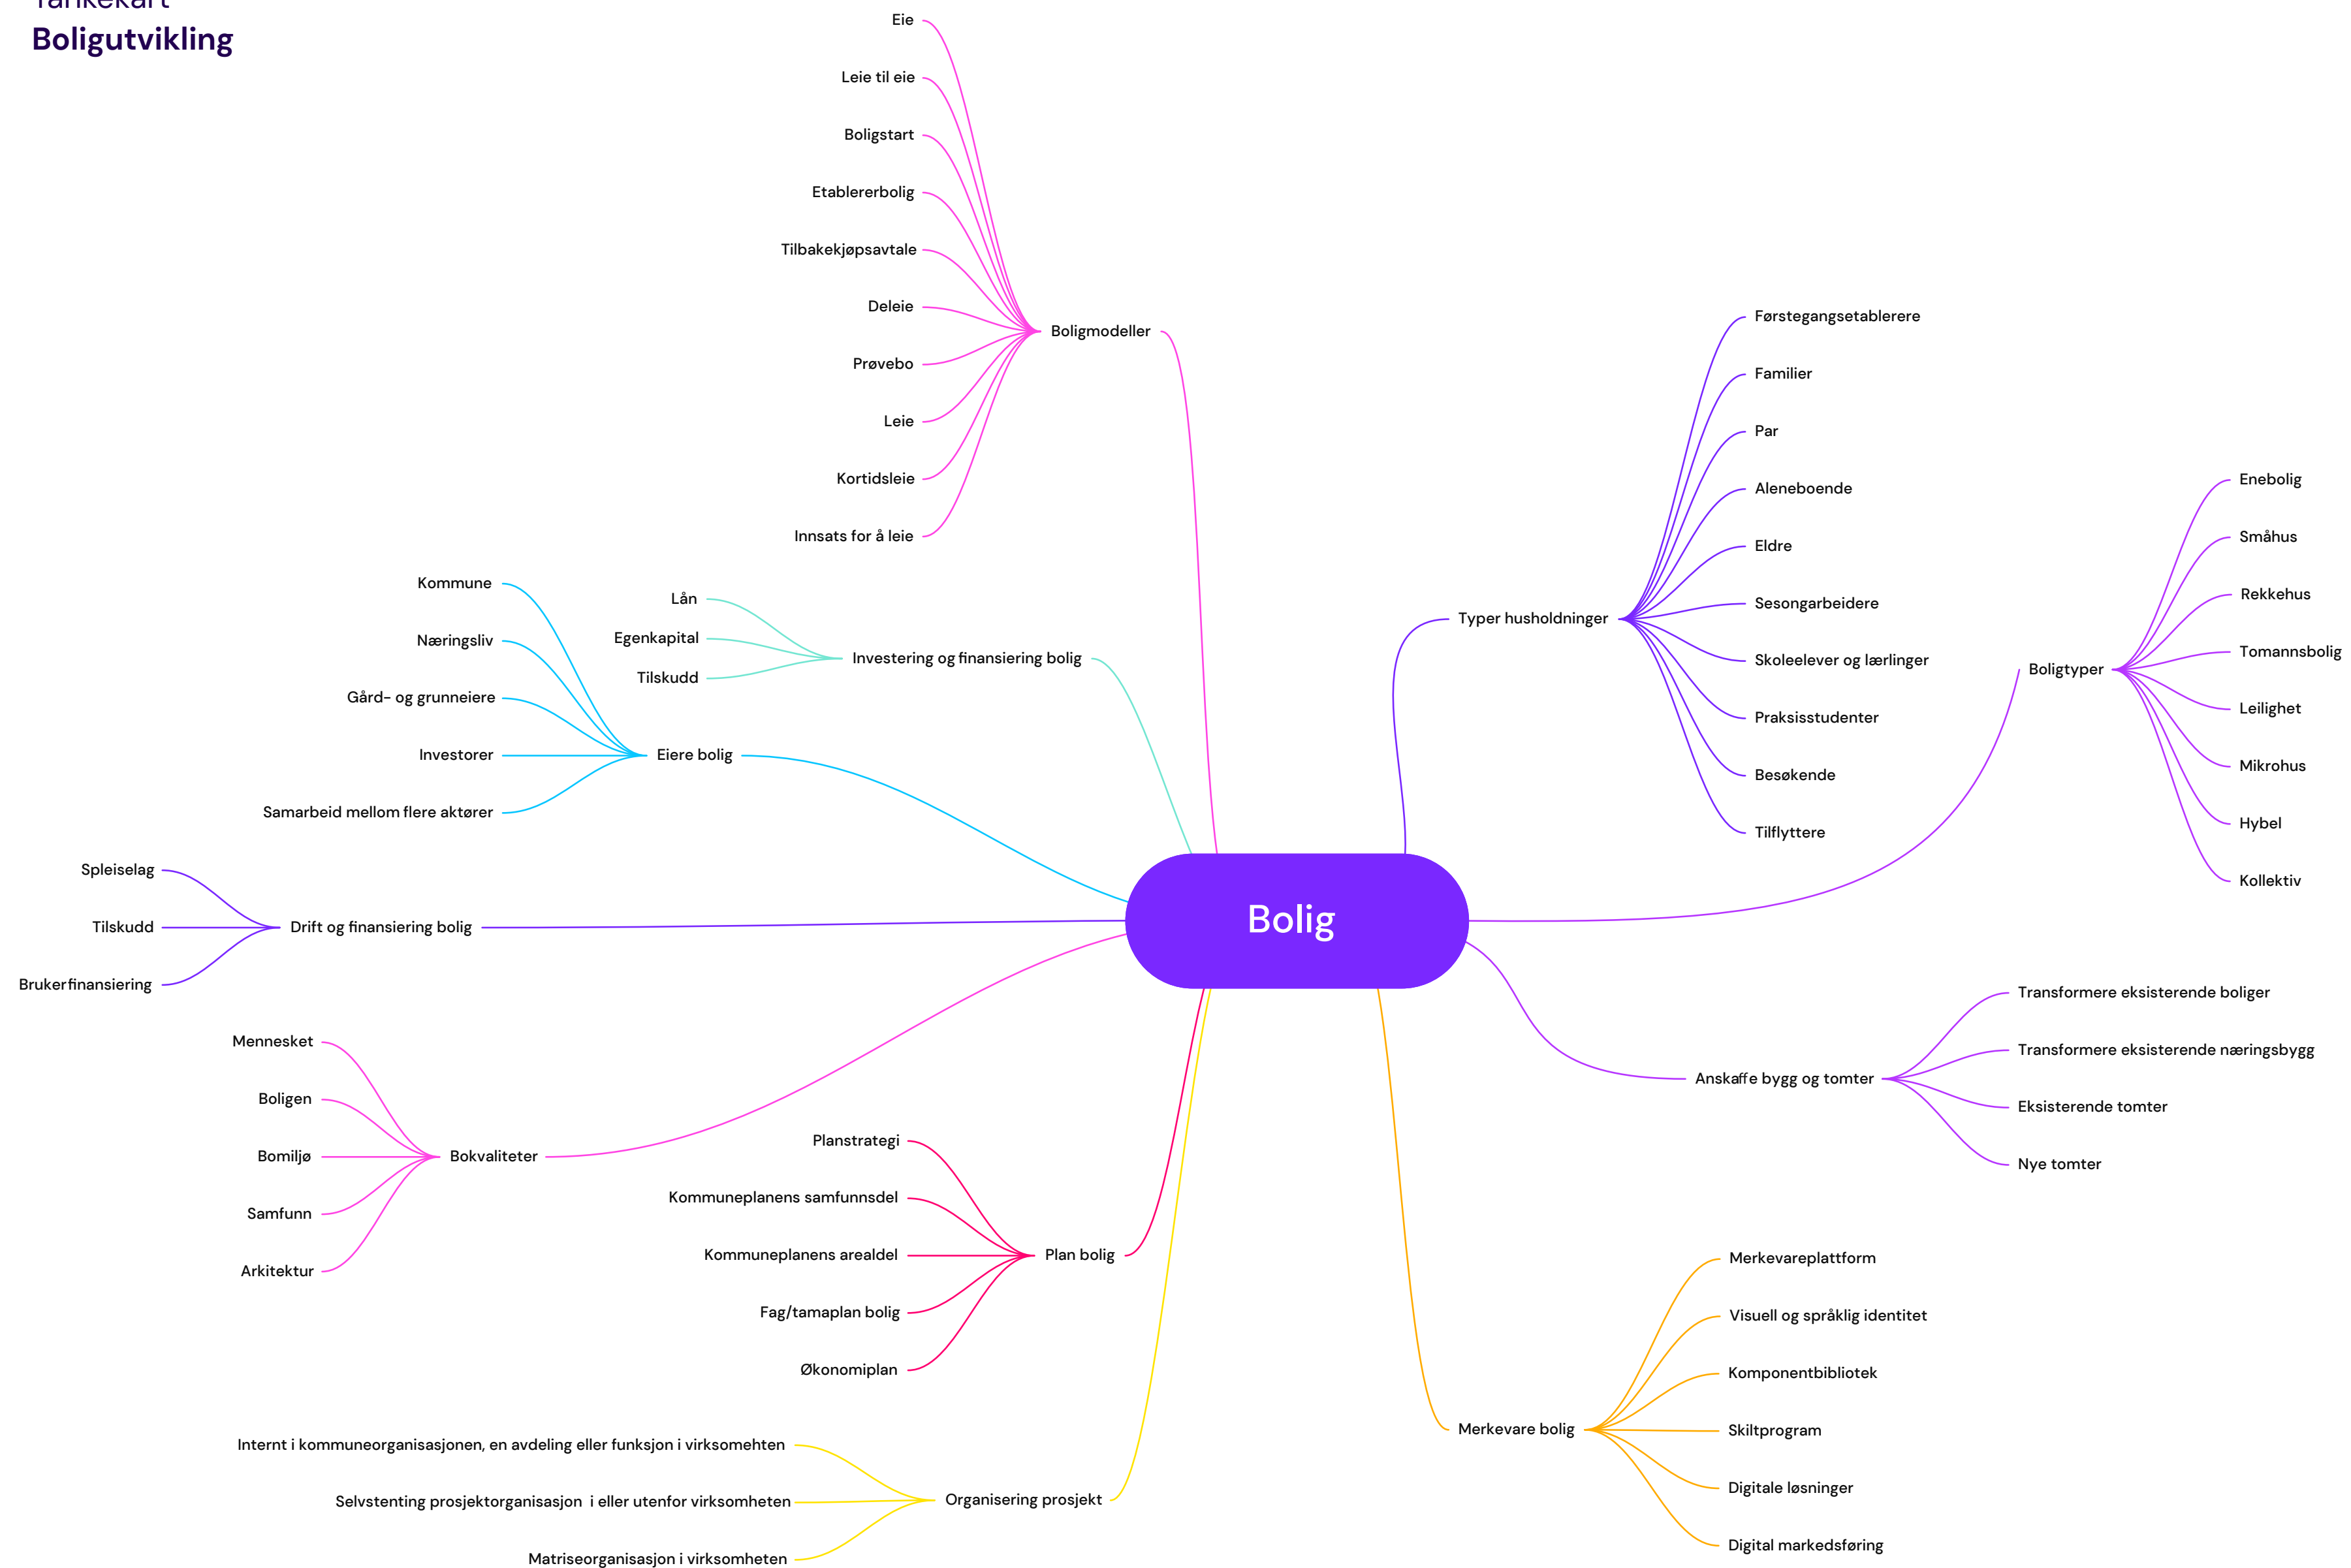 Tankekart
Boligutvikling
Eie
Leie til eie
Boligstart
Etablererbolig
Tilbakekjøpsavtale
Deleie
Prøvebo
Leie
Kortidsleie
Innsats for å leie
Boligmodeller
Lån
Egenkapital
Tilskudd
Investering og finansiering bolig
Kommune
Næringsliv
Gård- og grunneiere
Investorer
Samarbeid mellom flere aktører
Eiere bolig
Spleiselag
Tilskudd
Brukerfinansiering
Drift og finansiering bolig
Mennesket
Boligen
Bomiljø
Samfunn
Arkitektur
Bokvaliteter
Planstrategi
Kommuneplanens samfunnsdel
Kommuneplanens arealdel
Fag/tamaplan bolig
Økonomiplan
Plan bolig
Internt i kommuneorganisasjonen, en avdeling eller funksjon i virksomehten
Selvstenting prosjektorganisasjon i eller utenfor virksomheten
Matriseorganisasjon i virksomheten
Organisering prosjekt
Bolig
Typer husholdninger
Førstegangsetablerere
Familier
Par
Aleneboende
Eldre
Sesongarbeidere
Skoleelever og lærlinger
Praksisstudenter
Besøkende
Tilflyttere
Boligtyper
Enebolig
Småhus
Rekkehus
Tomannsbolig
Leilighet
Mikrohus
Hybel
Kollektiv
Anskaffe bygg og tomter
Transformere eksisterende boliger
Transformere eksisterende næringsbygg
Eksisterende tomter
Nye tomter
Merkevare bolig
Merkevareplattform
Visuell og språklig identitet
Komponentbibliotek
Skiltprogram
Digitale løsninger
Digital markedsføring